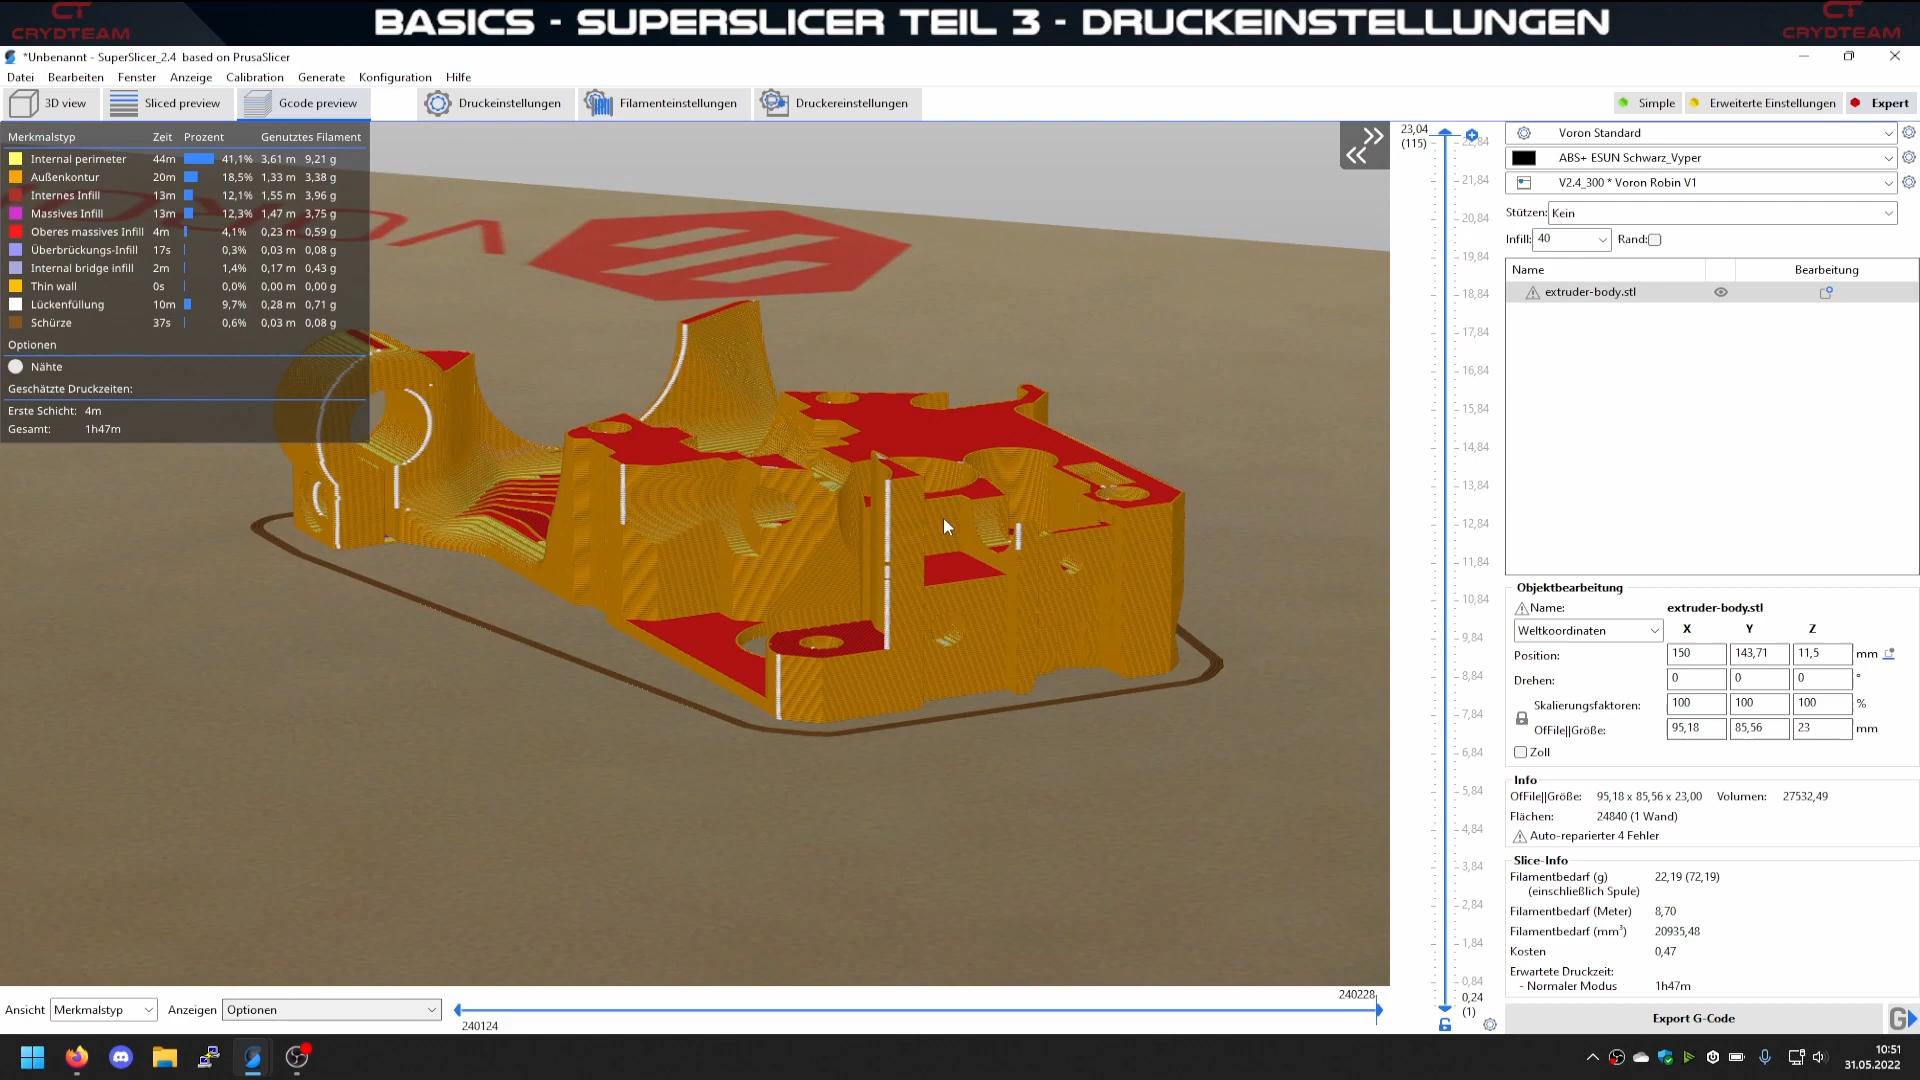 CT
CRYDTEAM
BASICS - SUPERSLICER TEIL 3 - DRUCKEINSTELLUNGEN
CT
CRYDTEAM
*Unbenannt - SuperSlicer_2.4 based on PrusaSlicer
Datei Bearbeiten Fenster Anzeige Calibration Generate Konfiguration Hilfe
3D view Sliced preview Gcode preview Druckeinstellungen Filamenteinstellungen Druckereinstellungen Simple Erweiterte Einstellungen Expert
Merkmalstyp Zeit Prozent Genutztes Filament
Internal perimeter 44m 41,1% 3,61 m 9,21 g
Außenkontur 20m 18,5% 1,33 m 3,38 g
Internes Infill 13m 12,1% 1,55 m 3,96 g
Massives Infill 13m 12,3% 1,47 m 3,75 g
Oberes massives Infill 4m 4,1% 0,23 m 0,59 g
Überbrückungs-Infill 17s 0,3% 0,03 m 0,08 g
Internal bridge infill 2m 1,4% 0,17 m 0,43 g
Thin wall 0s 0,0% 0,00 m 0,00 g
Lückenfüllung 10m 9,7% 0,28 m 0,71 g
Schürze 37s 0,6% 0,03 m 0,08 g
Optionen
Nähte
Geschätzte Druckzeiten:
Erste Schicht: 4m
Gesamt: 1h47m
23,04
(115)
22,84
21,84
20,84
19,84
18,84
17,84
16,84
15,84
14,84
13,84
12,84
11,84
10,84
9,84
8,84
7,84
6,84
5,84
4,84
3,84
2,84
1,84
0,84
0,24
(1)
Voron Standard
ABS+ ESUN Schwarz_Vyper
V2.4_300 * Voron Robin V1
Stützen: Kein
Infill: 40 Rand:
Name Bearbeitung
extruder-body.stl
Objektbearbeitung
Name: extruder-body.stl
Weltkoordinaten X Y Z
Position: 150 143,71 11,5 mm
Drehen: 0 0 0 °
Skalierungsfaktoren: 100 100 100 %
OfFile||Größe: 95,18 85,56 23 mm
Zoll
Info
OfFile||Größe: 95,18 x 85,56 x 23,00 Volumen: 27532,49
Flächen: 24840 (1 Wand)
Auto-reparierter 4 Fehler
Slice-Info
Filamentbedarf (g) 22,19 (72,19)
(einschließlich Spule)
Filamentbedarf (Meter) 8,70
Filamentbedarf (mm³) 20935,48
Kosten 0,47
Erwartete Druckzeit:
- Normaler Modus 1h47m
Export G-Code
Ansicht Merkmalstyp Anzeigen Optionen
240228
240124
10:51
31.05.2022